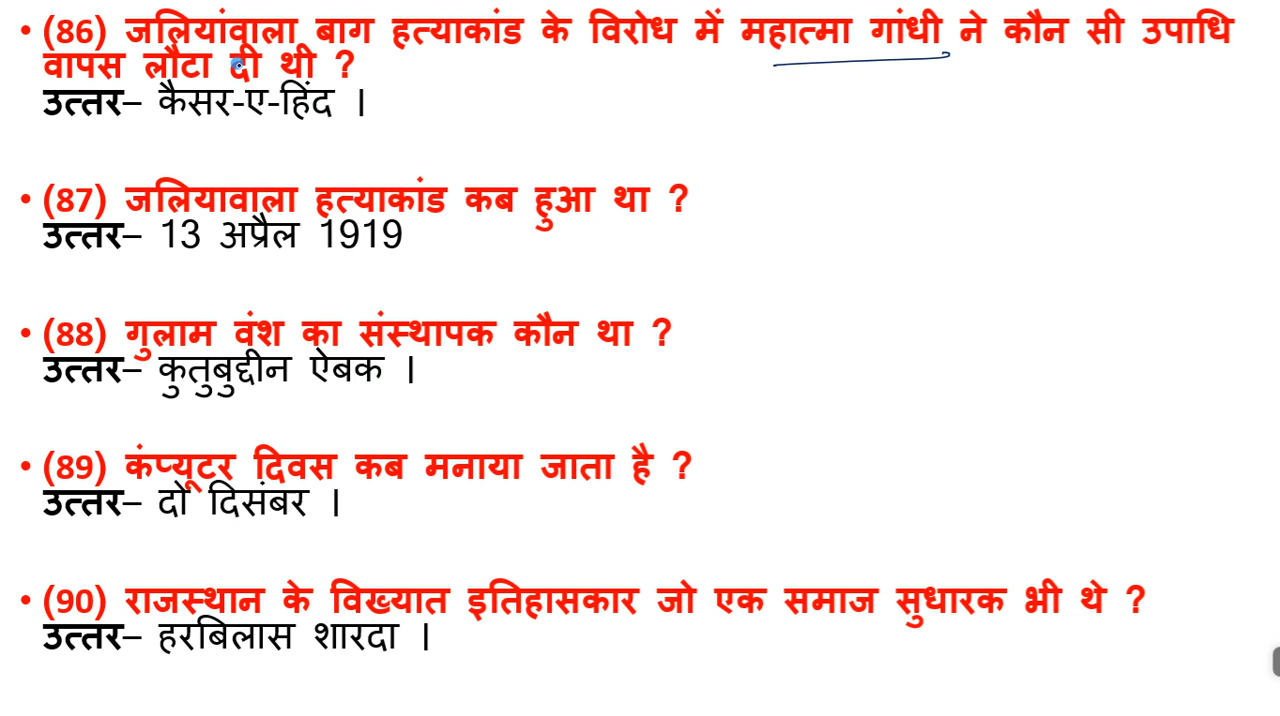 • (86) जलियांवाला बाग हत्याकांड के विरोध में महात्मा गांधी ने कौन सी उपाधि
वापस लौटा दी थी ?
उत्तर– कैसर-ए-हिंद ।
• (87) जलियावाला हत्याकांड कब हुआ था ?
उत्तर– 13 अप्रैल 1919
• (88) गुलाम वंश का संस्थापक कौन था ?
उत्तर– कुतुबुद्दीन ऐबक ।
• (89) कंप्यूटर दिवस कब मनाया जाता है ?
उत्तर– दो दिसंबर ।
• (90) राजस्थान के विख्यात इतिहासकार जो एक समाज सुधारक भी थे ?
उत्तर– हरबिलास शारदा ।